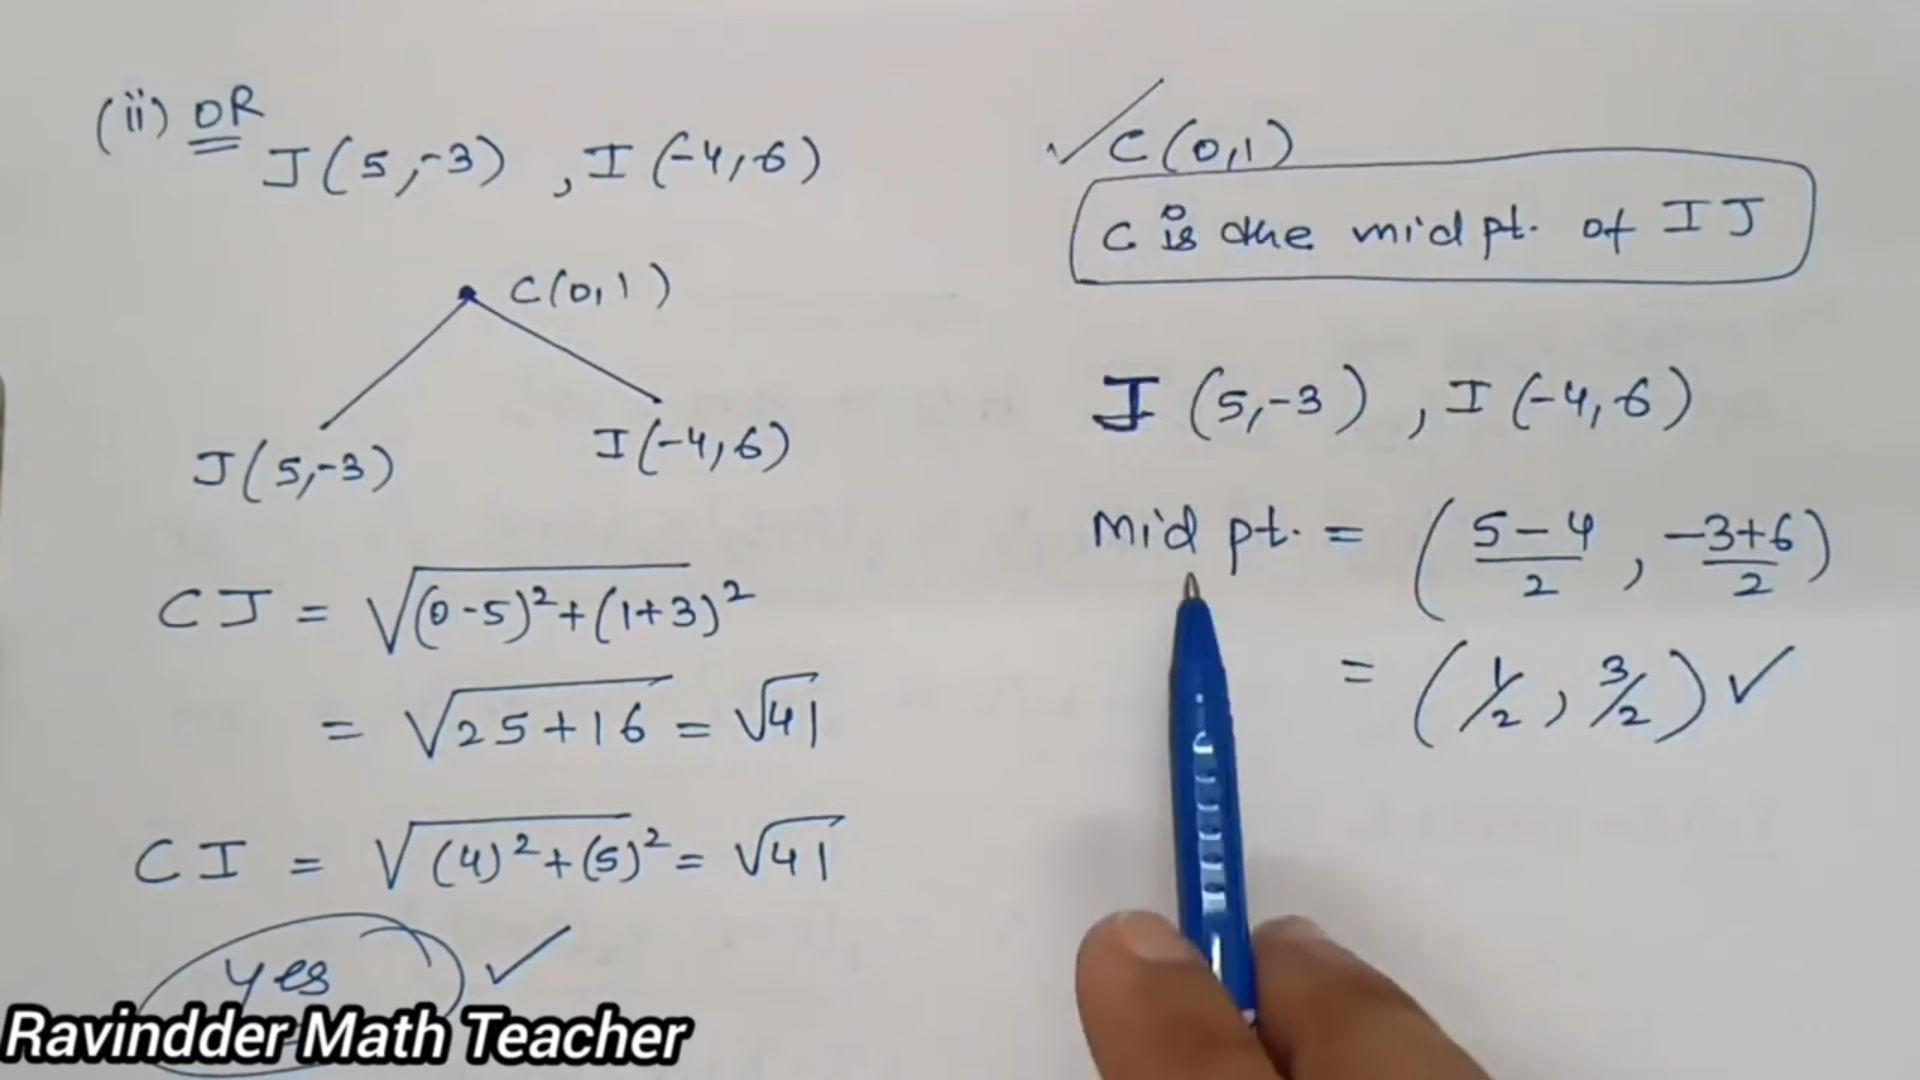 (ii) OR
J(5,-3) , I(-4,6)
C(0,1)
J(5,-3)
I(-4,6)
CJ = √(0-5)²+(1+3)²
= √25+16 = √41
CI = √(4)²+(5)² = √41
yes ✓
✓ C(0,1)
C is the mid pt. of IJ
J (5,-3) , I(-4,6)
mid pt. = (5-4/2 , -3+6/2)
= (1/2 , 3/2) ✓
Ravindder Math Teacher